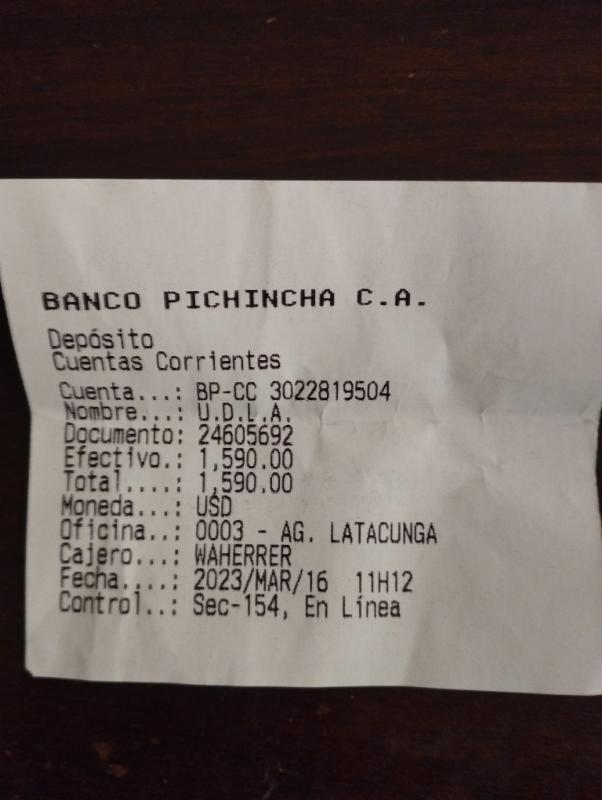 BANCO PICHINCHA C.A.
Depósito
Cuentas Corrientes
Cuenta...: BP-CC 3022819504
Nombre...: U.D.L.A.
Documento: 24605692
Efectivo.: 1,590.00
Total....: 1,590.00
Moneda...: USD
Oficina..: 0003 - AG. LATACUNGA
Cajero...: WAHERRER
Fecha....: 2023/MAR/16 11H12
Control..: Sec-154, En Línea